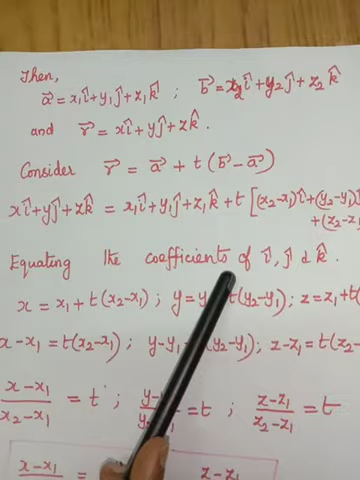 Then,
a⃗ = x₁î + y₁ĵ + z₁k̂ ; b⃗ = x₂î + y₂ĵ + z₂k̂
and r⃗ = xî + yĵ + zk̂.
Consider r⃗ = a⃗ + t(b⃗ - a⃗)
xî + yĵ + zk̂ = x₁î + y₁ĵ + z₁k̂ + t[(x₂-x₁)î + (y₂-y₁)
+ (z₂-z
Equating the coefficients of î, ĵ & k̂.
x = x₁ + t(x₂-x₁) ; y = y t(y₂-y₁) ; z = z₁ + t
x - x₁ = t(x₂-x₁) ; y - y₁ (y₂-y₁) ; z - z₁ = t(z₂
(x-x₁)/(x₂-x₁) = t ; = t ; (z-z₁)/(z₂-z₁) = t
x-x₁ = z-z₁